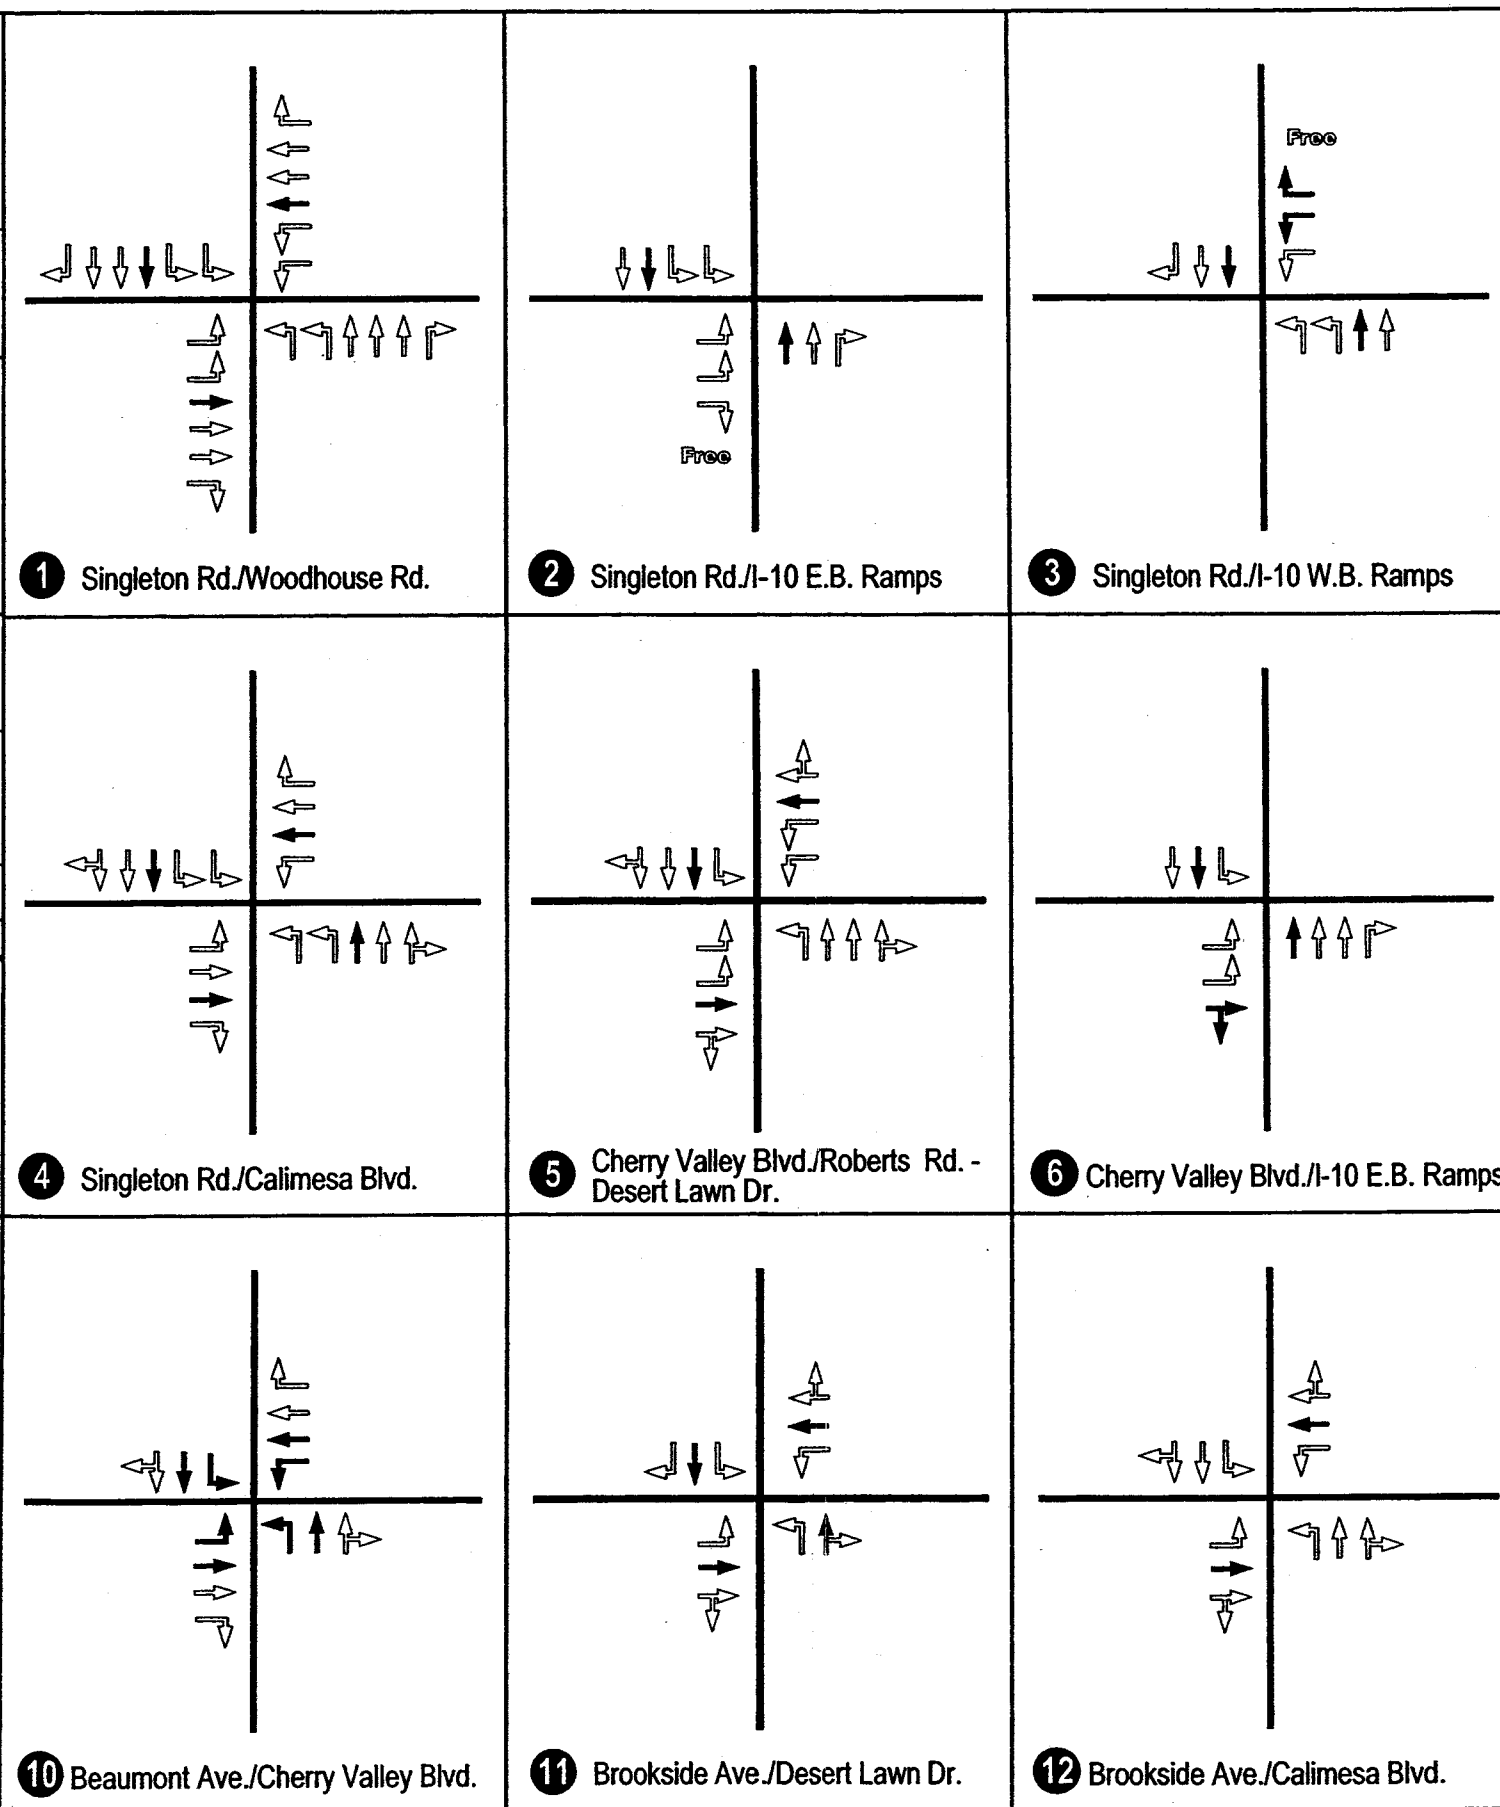 Free
Free
1 Singleton Rd./Woodhouse Rd.
2 Singleton Rd./I-10 E.B. Ramps
3 Singleton Rd./I-10 W.B. Ramps
4 Singleton Rd./Calimesa Blvd.
5 Cherry Valley Blvd./Roberts Rd. -
Desert Lawn Dr.
6 Cherry Valley Blvd./I-10 E.B. Ramps
10 Beaumont Ave./Cherry Valley Blvd.
11 Brookside Ave./Desert Lawn Dr.
12 Brookside Ave./Calimesa Blvd.